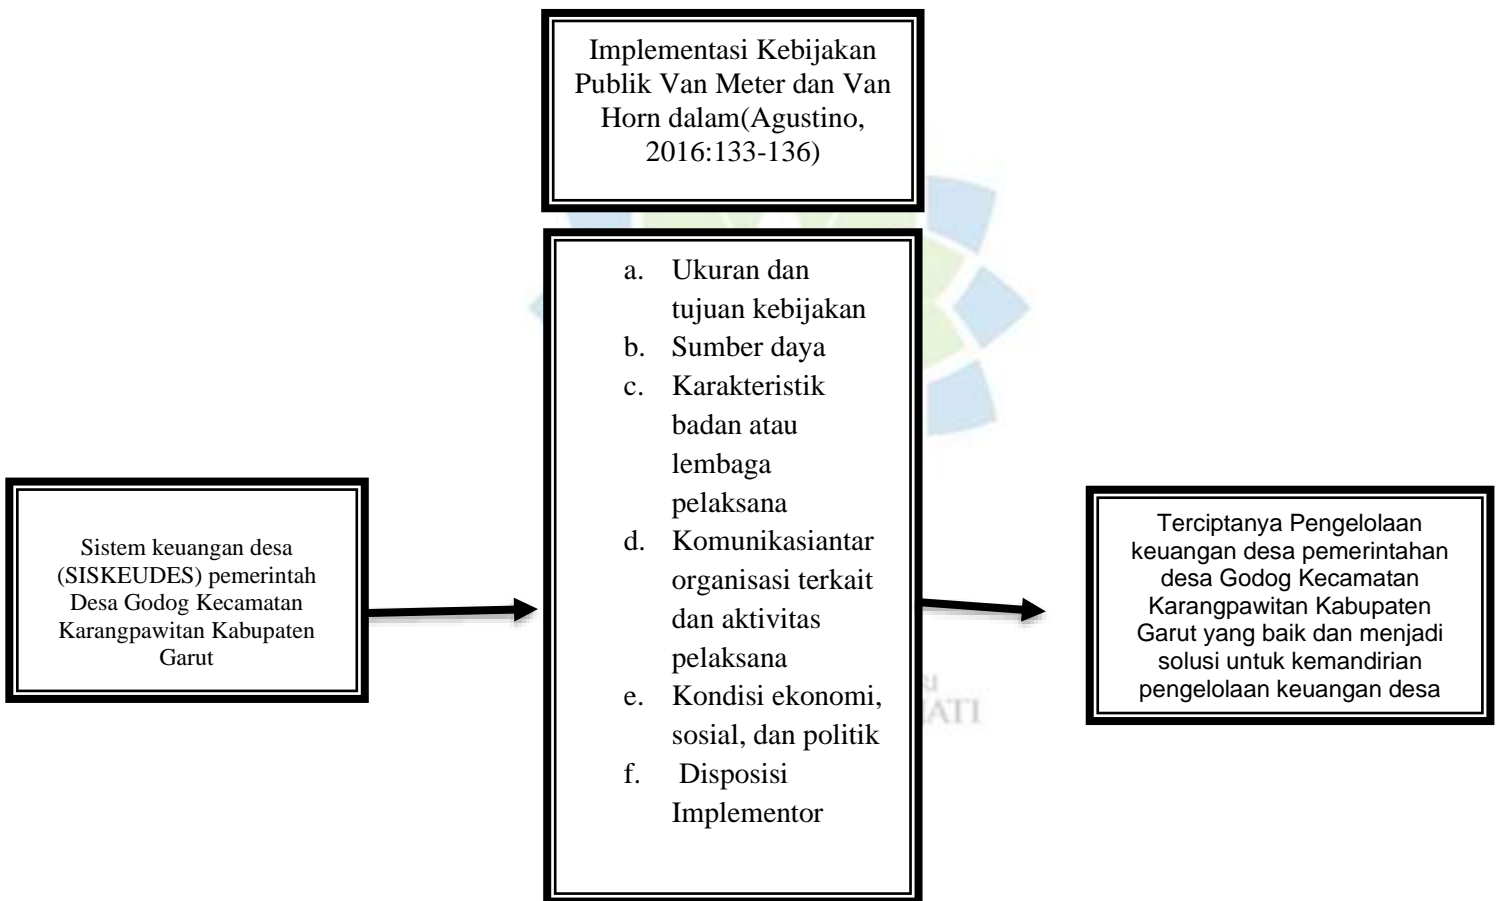 Implementasi Kebijakan
Publik Van Meter dan Van
Horn dalam(Agustino,
2016:133-136)
Sistem keuangan desa
(SISKEUDES) pemerintah
Desa Godog Kecamatan
Karangpawitan Kabupaten
Garut
a. Ukuran dan
tujuan kebijakan
b. Sumber daya
c. Karakteristik
badan atau
lembaga
pelaksana
d. Komunikasiantar
organisasi terkait
dan aktivitas
pelaksana
e. Kondisi ekonomi,
sosial, dan politik
f. Disposisi
Implementor
Terciptanya Pengelolaan
keuangan desa pemerintahan
desa Godog Kecamatan
Karangpawitan Kabupaten
Garut yang baik dan menjadi
solusi untuk kemandirian
pengelolaan keuangan desa